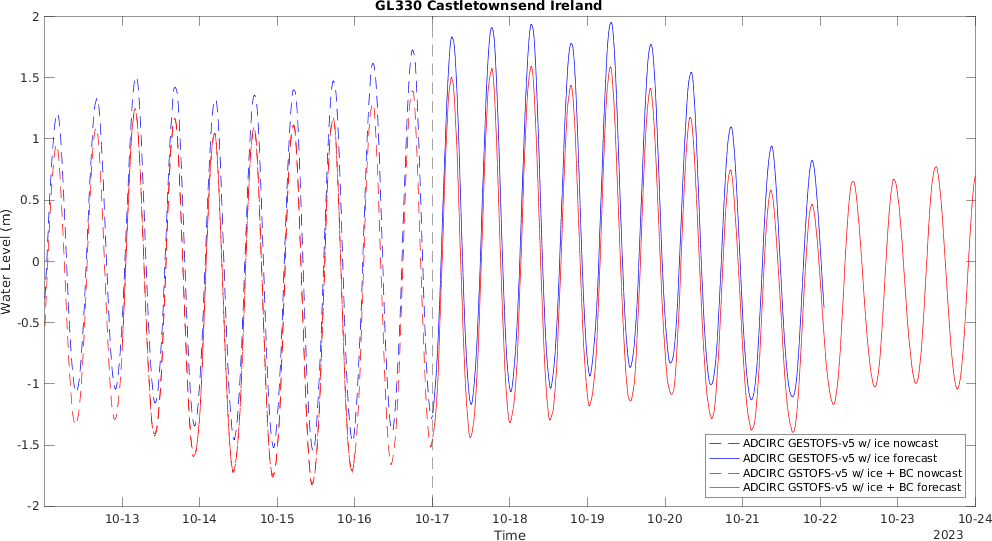 GL330 Castletownsend Ireland
2
1.5
1
0.5
0
-0.5
-1
-1.5
-2
Water Level (m)
ADCIRC GESTOFS-v5 w/ ice nowcast
ADCIRC GESTOFS-v5 w/ ice forecast
ADCIRC GSTOFS-v5 w/ ice + BC nowcast
ADCIRC GSTOFS-v5 w/ ice + BC forecast
10-13 10-14 10-15 10-16 10-17 10-18 10-19 10-20 10-21 10-22 10-23 10-24
Time
2023